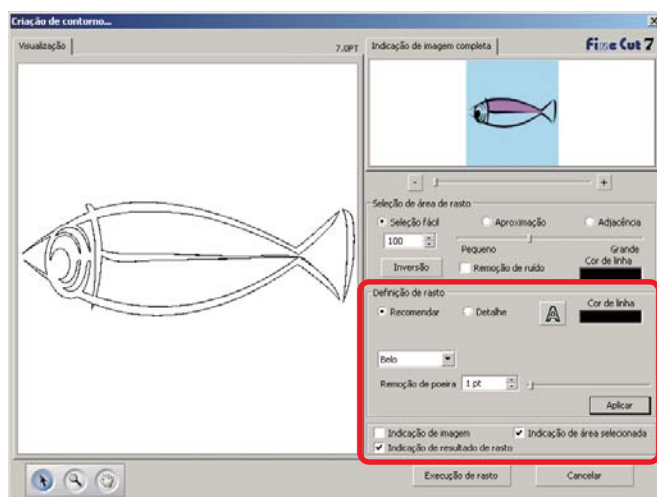 Criação de contorno...
Visualização
7.0PT
Indicação de imagem completa
Fine Cut 7
-
+
Seleção de área de rasto
Seleção fácil
Aproximação
Adjacência
100
Pequeno
Grande
Inversão
Remoção de ruído
Cor de linha
Definição de rasto
Recomendar
Detalhe
A
Cor de linha
Belo
Remoção de poeira
1 pt
Aplicar
Indicação de imagem
Indicação de área selecionada
Indicação de resultado de rasto
Execução de rasto
Cancelar